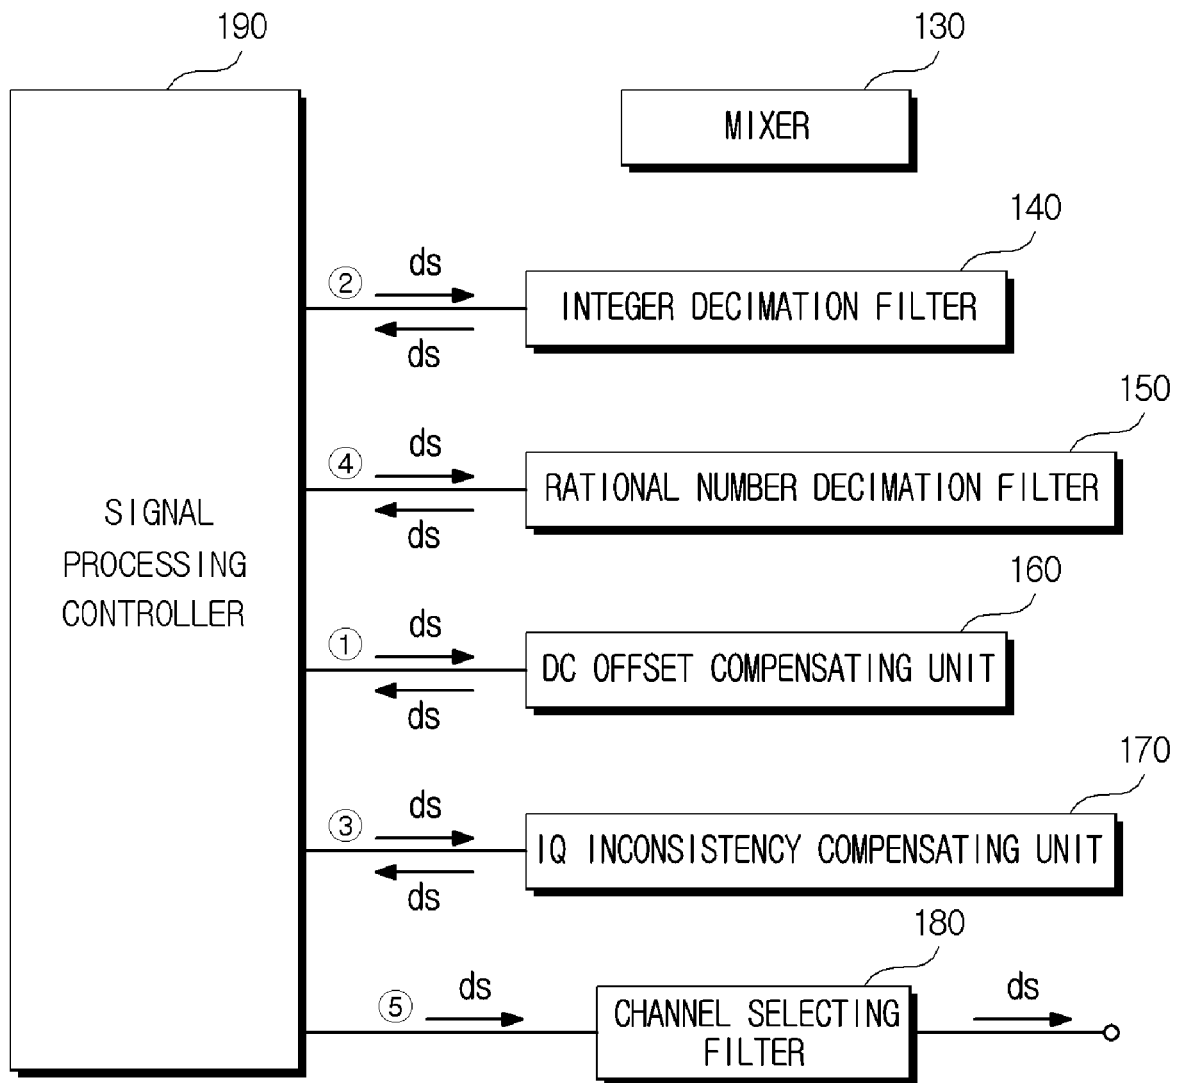 190
130
MIXER
140
② ds
INTEGER DECIMATION FILTER
ds
150
④ ds
RATIONAL NUMBER DECIMATION FILTER
ds
SIGNAL
PROCESSING
CONTROLLER
160
① ds
DC OFFSET COMPENSATING UNIT
ds
170
③ ds
IQ INCONSISTENCY COMPENSATING UNIT
ds
180
⑤ ds
CHANNEL SELECTING
FILTER
ds